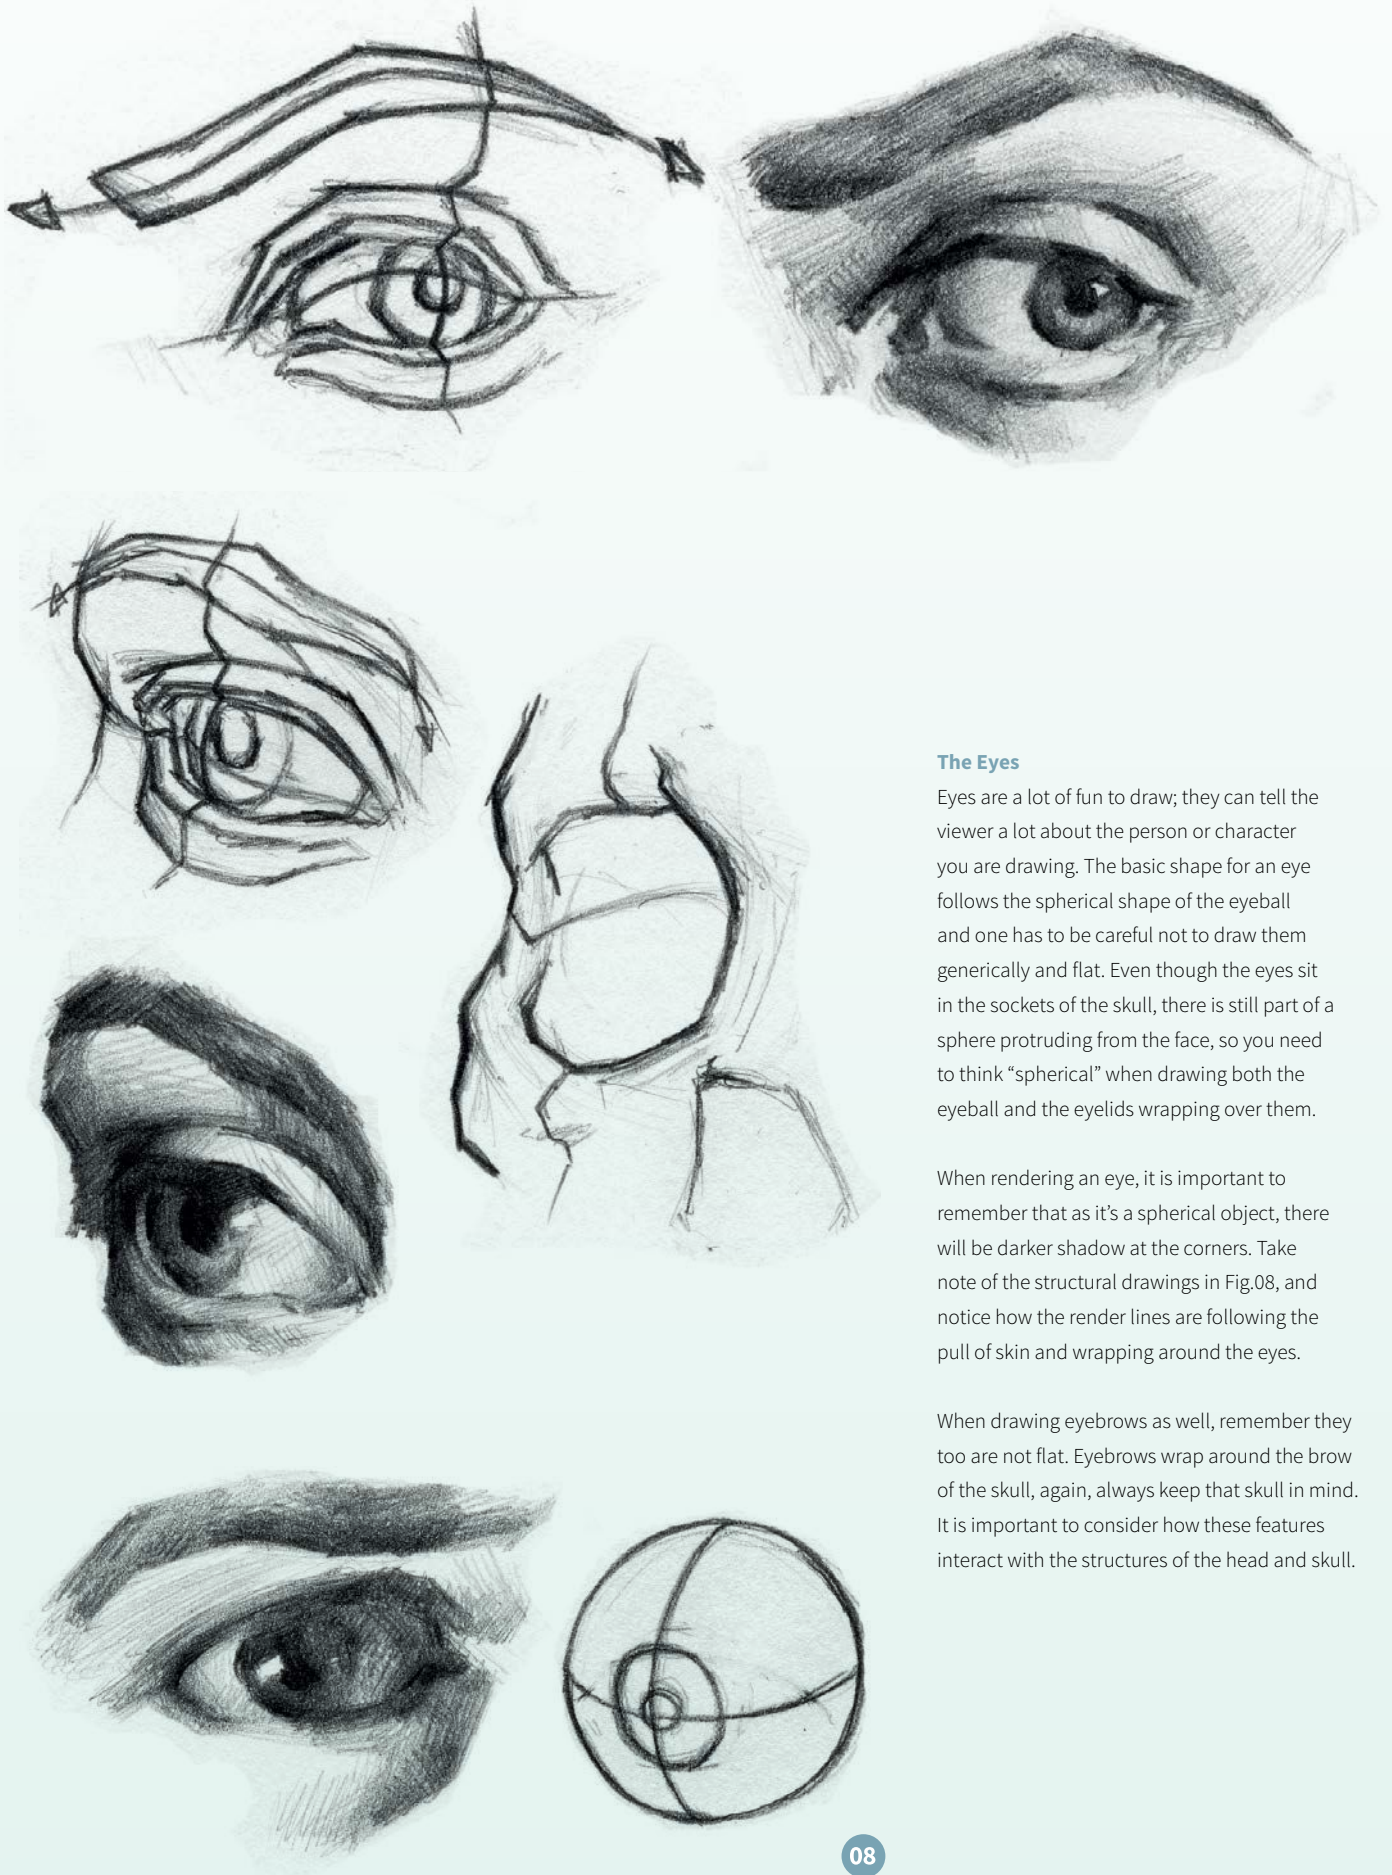 The Eyes
Eyes are a lot of fun to draw; they can tell the
viewer a lot about the person or character
you are drawing. The basic shape for an eye
follows the spherical shape of the eyeball
and one has to be careful not to draw them
generically and flat. Even though the eyes sit
in the sockets of the skull, there is still part of a
sphere protruding from the face, so you need
to think “spherical” when drawing both the
eyeball and the eyelids wrapping over them.
When rendering an eye, it is important to
remember that as it’s a spherical object, there
will be darker shadow at the corners. Take
note of the structural drawings in Fig.08, and
notice how the render lines are following the
pull of skin and wrapping around the eyes.
When drawing eyebrows as well, remember they
too are not flat. Eyebrows wrap around the brow
of the skull, again, always keep that skull in mind.
It is important to consider how these features
interact with the structures of the head and skull.
08